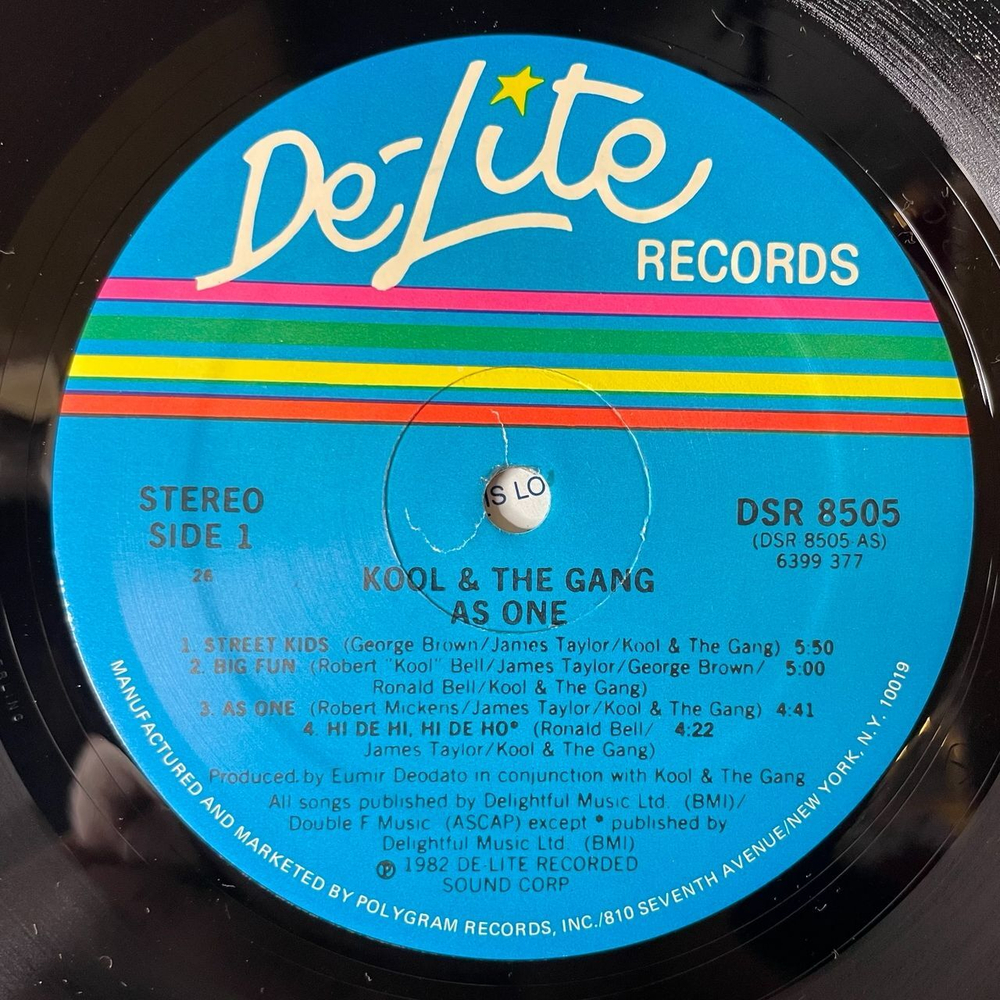 De-Lite
RECORDS
IS LO
STEREO
SIDE 1
26
DSR 8505
(DSR 8505 AS)
6399 377
KOOL & THE GANG
AS ONE
1. STREET KIDS (George Brown/James Taylor/Kool & The Gang) 5:50
2. BIG FUN (Robert "Kool" Bell/James Taylor/George Brown/ 5:00
Ronald Bell/Kool & The Gang)
3. AS ONE (Robert Mickens/James Taylor/Kool & The Gang) 4:41
4. HI DE HI, HI DE HO* (Ronald Bell/ 4:22
James Taylor/Kool & The Gang)
Produced by Eumir Deodato in conjunction with Kool & The Gang
All songs published by Delightful Music Ltd. (BMI)/
Double F Music (ASCAP) except * published by
Delightful Music Ltd. (BMI)
℗ 1982 DE-LITE RECORDED
SOUND CORP
MANUFACTURED AND MARKETED BY POLYGRAM RECORDS, INC./810 SEVENTH AVENUE/NEW YORK, N.Y. 10019